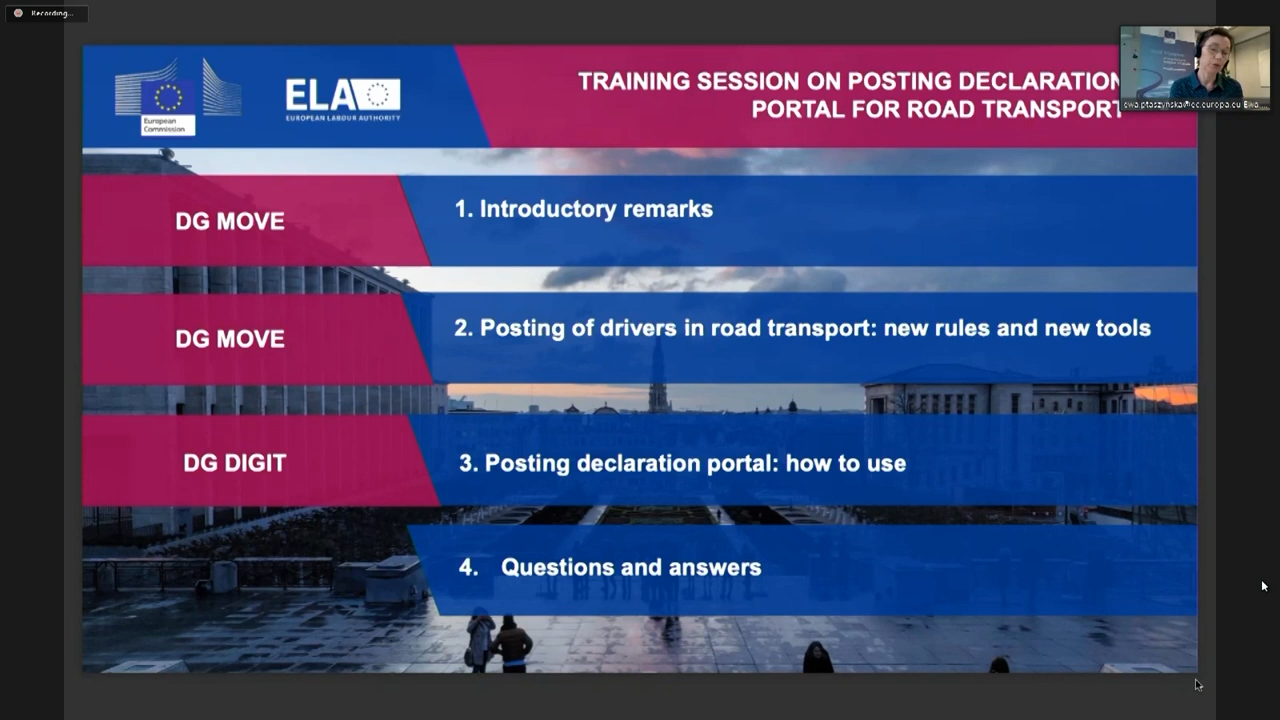 Recording...
European
Commission
ELA
EUROPEAN LABOUR AUTHORITY
TRAINING SESSION ON POSTING DECLARATION
PORTAL FOR ROAD TRANSPORT
DG MOVE
1. Introductory remarks
DG MOVE
2. Posting of drivers in road transport: new rules and new tools
DG DIGIT
3. Posting declaration portal: how to use
4. Questions and answers